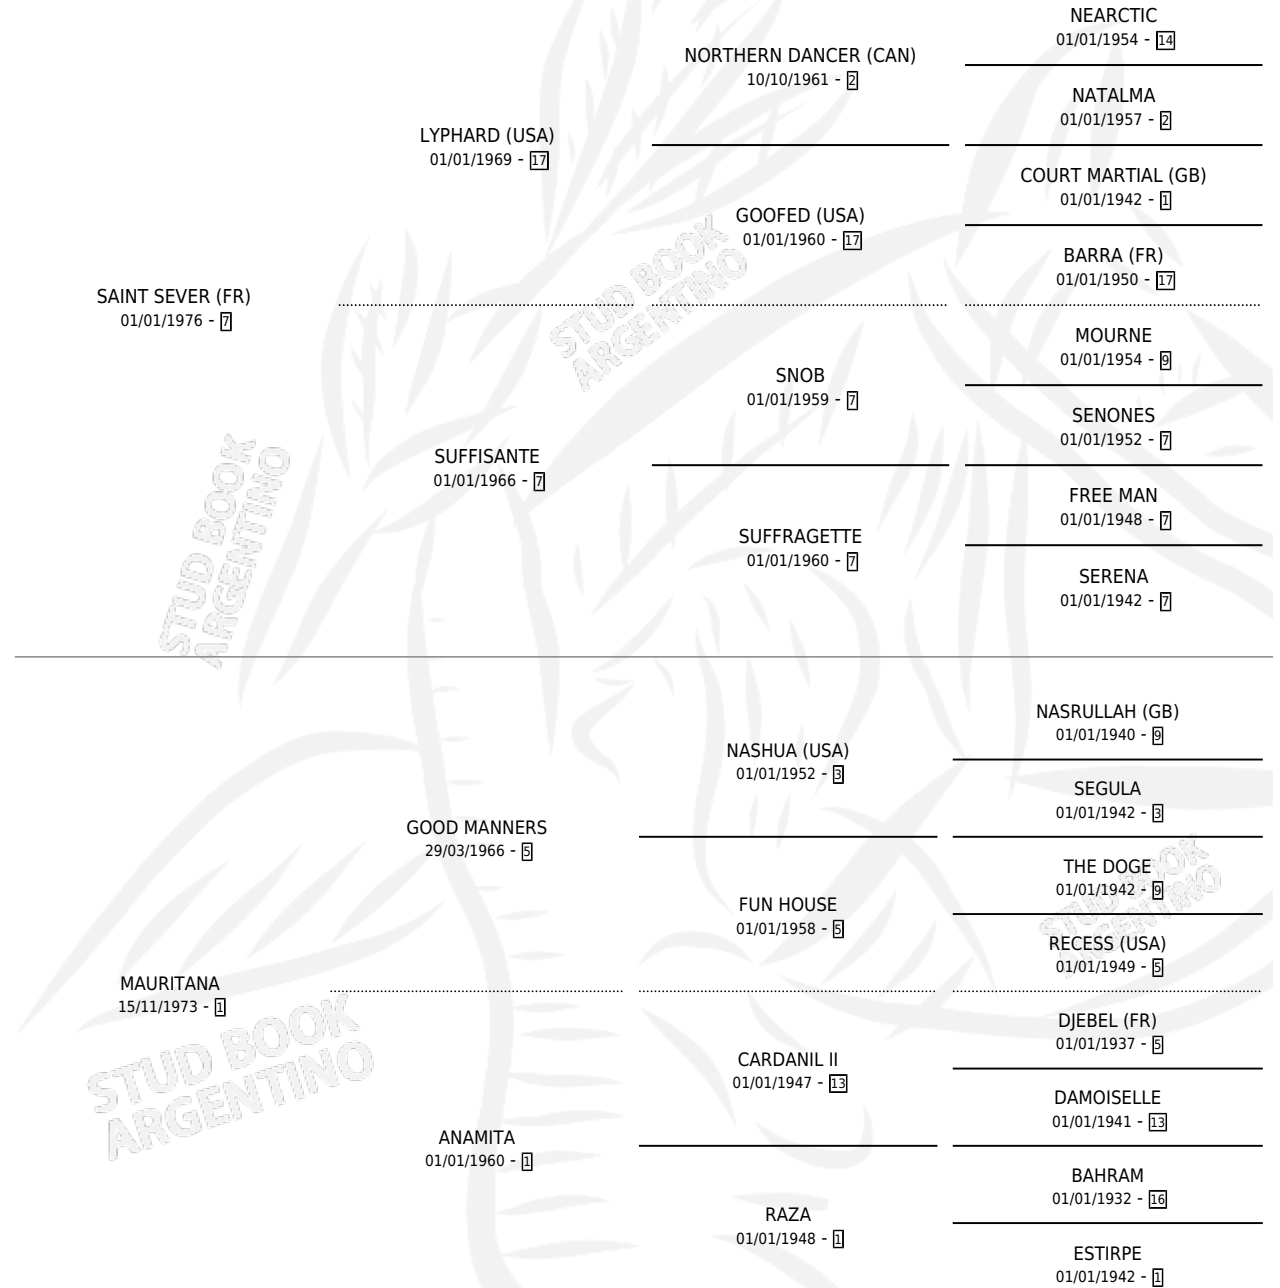 NEARCTIC
01/01/1954 - 14
NORTHERN DANCER (CAN)
10/10/1961 - 2
NATALMA
01/01/1957 - 2
LYPHARD (USA)
01/01/1969 - 17
COURT MARTIAL (GB)
01/01/1942 - 1
GOOFED (USA)
01/01/1960 - 17
BARRA (FR)
01/01/1950 - 17
SAINT SEVER (FR)
01/01/1976 - 7
MOURNE
01/01/1954 - 9
SNOB
01/01/1959 - 7
SENONES
01/01/1952 - 7
SUFFISANTE
01/01/1966 - 7
FREE MAN
01/01/1948 - 7
SUFFRAGETTE
01/01/1960 - 7
SERENA
01/01/1942 - 7
STUD BOOK
ARGENTINO
STUD BOOK
ARGENTINO
NASRULLAH (GB)
01/01/1940 - 9
NASHUA (USA)
01/01/1952 - 3
SEGULA
01/01/1942 - 3
GOOD MANNERS
29/03/1966 - 5
THE DOGE
01/01/1942 - 9
FUN HOUSE
01/01/1958 - 5
RECESS (USA)
01/01/1949 - 5
STUD BOOK
ARGENTINO
MAURITANA
15/11/1973 - 1
DJEBEL (FR)
01/01/1937 - 5
CARDANIL II
01/01/1947 - 13
DAMOISELLE
01/01/1941 - 13
STUD BOOK
ARGENTINO
ANAMITA
01/01/1960 - 1
BAHRAM
01/01/1932 - 16
RAZA
01/01/1948 - 1
ESTIRPE
01/01/1942 - 1